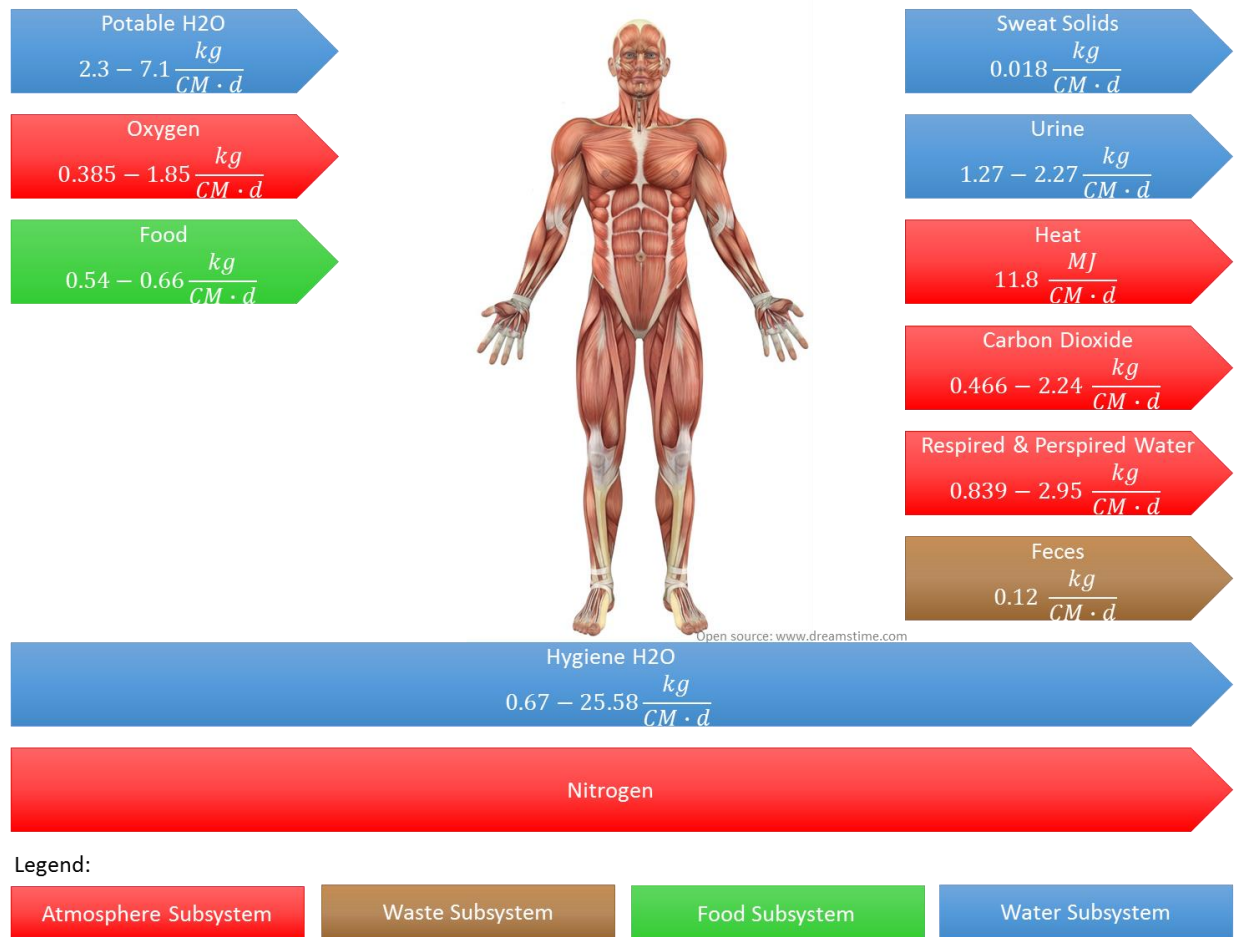 Potable H2O
2.3 – 7.1 kg/CM · d
Oxygen
0.385 – 1.85 kg/CM · d
Food
0.54 – 0.66 kg/CM · d
Sweat Solids
0.018 kg/CM · d
Urine
1.27 – 2.27 kg/CM · d
Heat
11.8 MJ/CM · d
Carbon Dioxide
0.466 – 2.24 kg/CM · d
Respired & Perspired Water
0.839 – 2.95 kg/CM · d
Feces
0.12 kg/CM · d
Open source: www.dreamstime.com
Hygiene H2O
0.67 – 25.58 kg/CM · d
Nitrogen
Legend:
Atmosphere Subsystem
Waste Subsystem
Food Subsystem
Water Subsystem